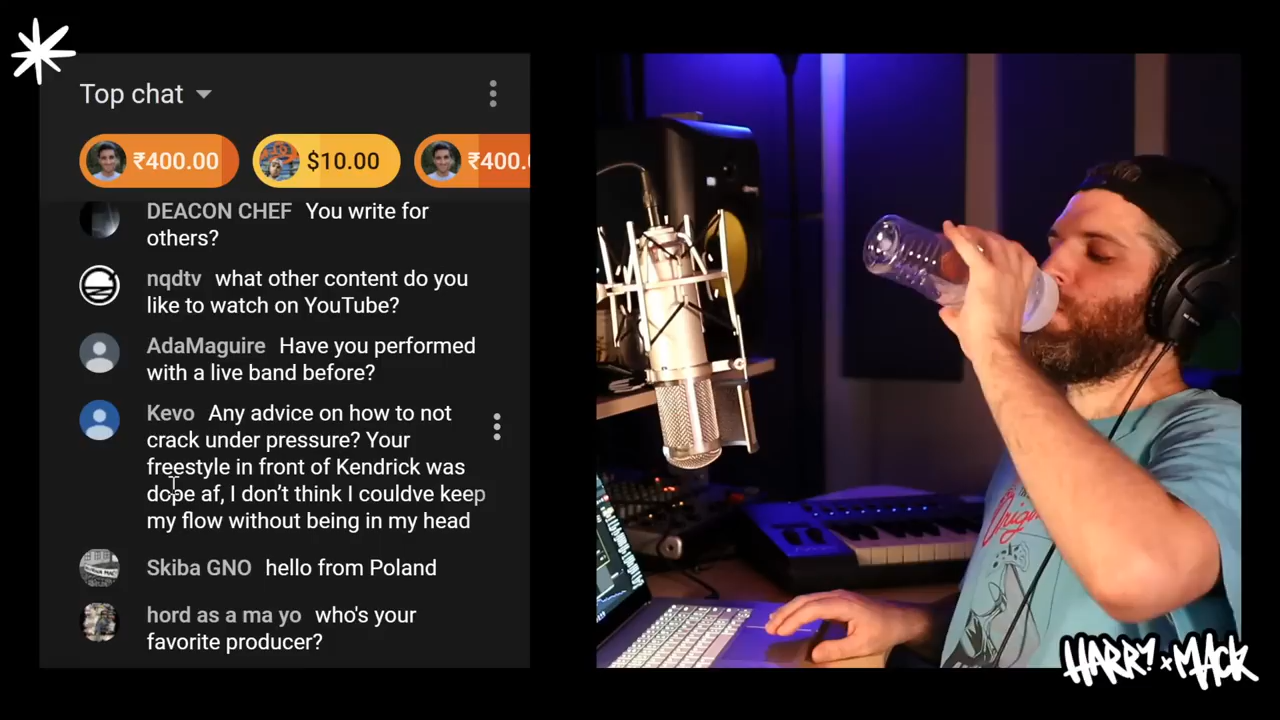 Top chat
₹400.00
$10.00
₹400.0
DEACON CHEF You write for
others?
nqdtv what other content do you
like to watch on YouTube?
AdaMaguire Have you performed
with a live band before?
Kevo Any advice on how to not
crack under pressure? Your
freestyle in front of Kendrick was
dope af, I don’t think I couldve keep
my flow without being in my head
Skiba GNO hello from Poland
hord as a ma yo who's your
favorite producer?
Origin
HARRY x MACK